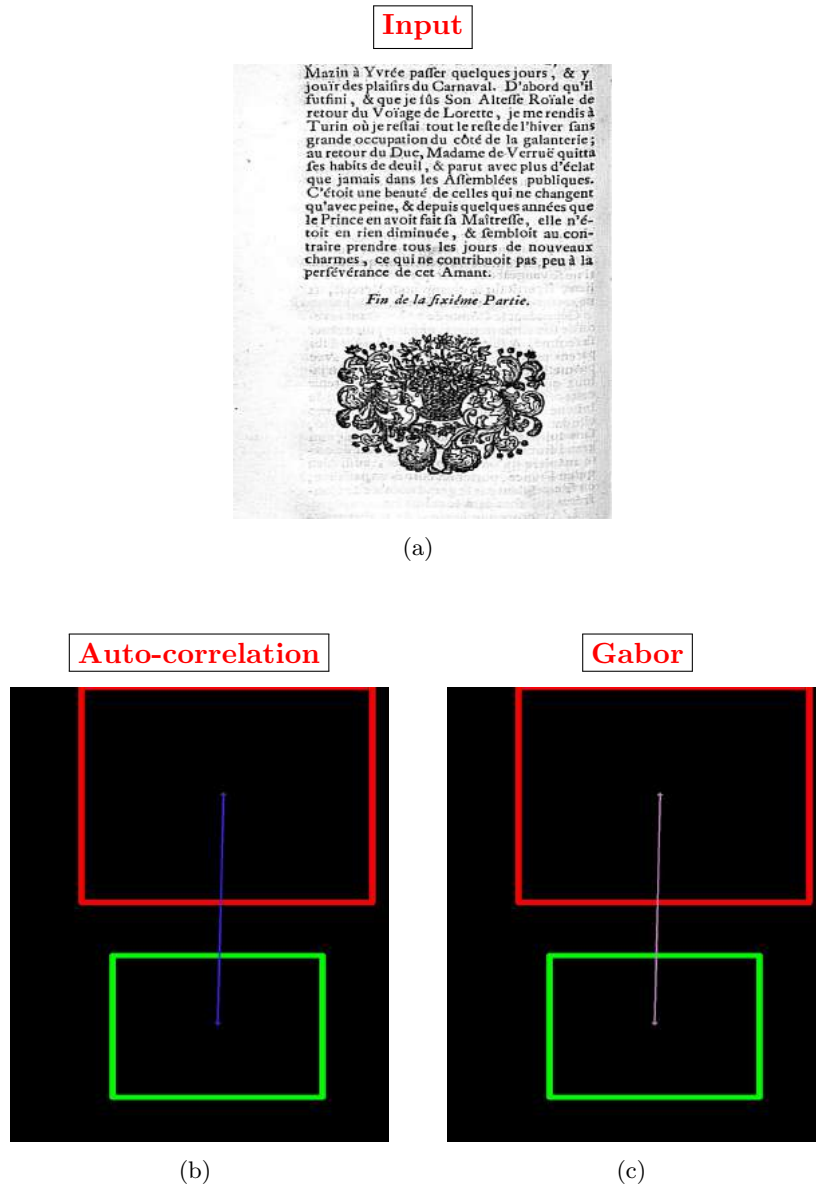 Input
Mazin à Yvrée paſſer quelques jours, & y
jouïr des plaiſirs du Carnaval. D'abord qu'il
futfini, & que je ſûs Son Alteſſe Roïale de
retour du Voïage de Lorette, je me rendis à
Turin où je reſtai tout le reſte de l'hiver ſans
grande occupation du côté de la galanterie;
au retour du Duc, Madame de Verruë quitta
ſes habits de deuil, & parut avec plus d'éclat
que jamais dans les Aſſemblées publiques.
C'étoit une beauté de celles qui ne changent
qu'avec peine, & depuis quelques années que
le Prince en avoit fait ſa Maîtreſſe, elle n'é-
toit en rien diminuée, & ſembloit au con-
traire prendre tous les jours de nouveaux
charmes, ce qui ne contribuoit pas peu à la
perſévérance de cet Amant.
Fin de la ſixiéme Partie.
(a)
Auto-correlation
Gabor
(b)
(c)